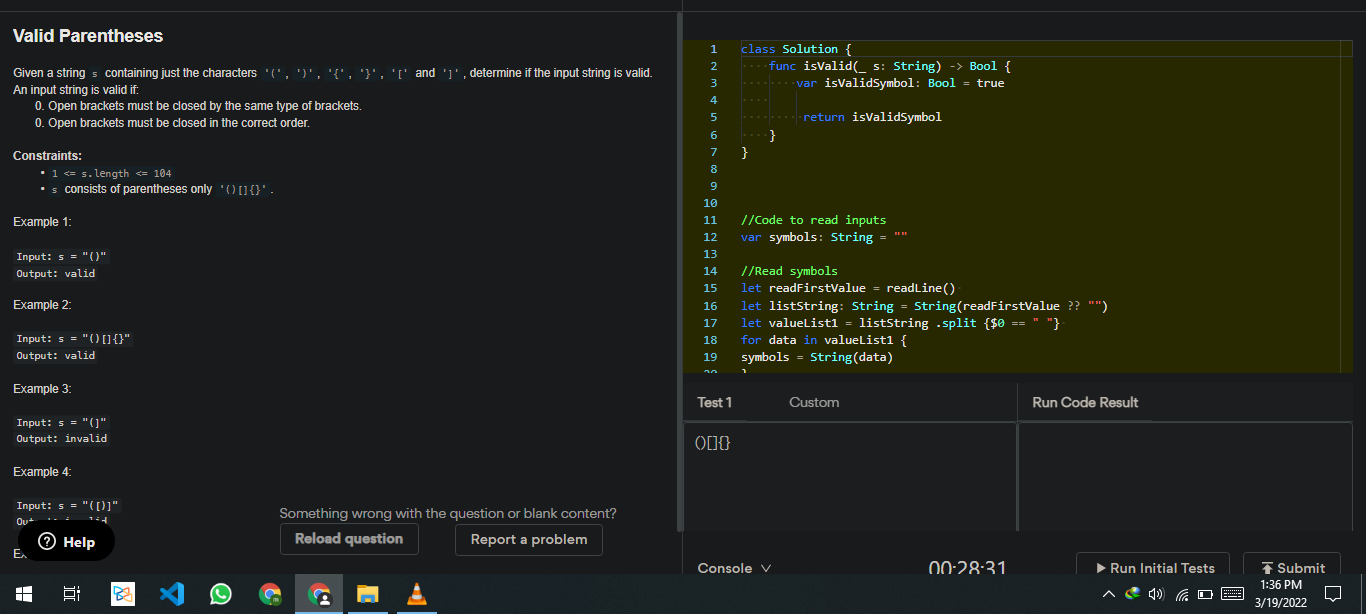 Valid Parentheses
Given a string s containing just the characters '(', ')', '{', '}', '[' and ']', determine if the input string is valid.
An input string is valid if:
0. Open brackets must be closed by the same type of brackets.
0. Open brackets must be closed in the correct order.
Constraints:
• 1 <= s.length <= 104
• s consists of parentheses only '()[]{}'.
Example 1:
Input: s = "()"
Output: valid
Example 2:
Input: s = "()[]{}"
Output: valid
Example 3:
Input: s = "(]"
Output: invalid
Example 4:
Input: s = "([)]"
Help
Something wrong with the question or blank content?
Reload question
Report a problem
1 class Solution {
2 ····func isValid(_ s: String) -> Bool {
3 ········var isValidSymbol: Bool = true
4 ····
5 ·········return isValidSymbol
6 ····}
7 }
8
9
10
11 //Code to read inputs
12 var symbols: String = ""
13
14 //Read symbols
15 let readFirstValue = readLine()
16 let listString: String = String(readFirstValue ?? "")
17 let valueList1 = listString .split {$0 == " "}
18 for data in valueList1 {
19 symbols = String(data)
20 }
Test 1
Custom
Run Code Result
()[]{}
Console
00:28:31
Run Initial Tests
Submit
1:36 PM
3/19/2022